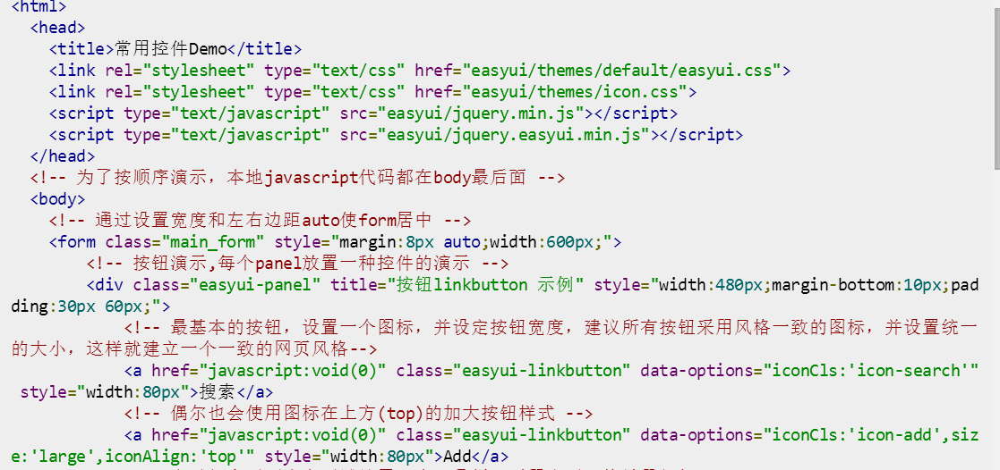 <html>
<head>
<title>常用控件Demo</title>
<link rel="stylesheet" type="text/css" href="easyui/themes/default/easyui.css">
<link rel="stylesheet" type="text/css" href="easyui/themes/icon.css">
<script type="text/javascript" src="easyui/jquery.min.js"></script>
<script type="text/javascript" src="easyui/jquery.easyui.min.js"></script>
</head>
<!-- 为了按顺序演示，本地javascript代码都在body最后面 -->
<body>
<!-- 通过设置宽度和左右边距auto使form居中 -->
<form class="main_form" style="margin:8px auto;width:600px;">
<!-- 按钮演示,每个panel放置一种控件的演示 -->
<div class="easyui-panel" title="按钮linkbutton 示例" style="width:480px;margin-bottom:10px;pad
ding:30px 60px;">
<!-- 最基本的按钮，设置一个图标，并设定按钮宽度，建议所有按钮采用风格一致的图标，并设置统一
的大小，这样就建立一个一致的网页风格-->
<a href="javascript:void(0)" class="easyui-linkbutton" data-options="iconCls:'icon-search'"
style="width:80px">搜索</a>
<!-- 偶尔也会使用图标在上方(top)的加大按钮样式 -->
<a href="javascript:void(0)" class="easyui-linkbutton" data-options="iconCls:'icon-add',siz
e:'large',iconAlign:'top'" style="width:80px">Add</a>